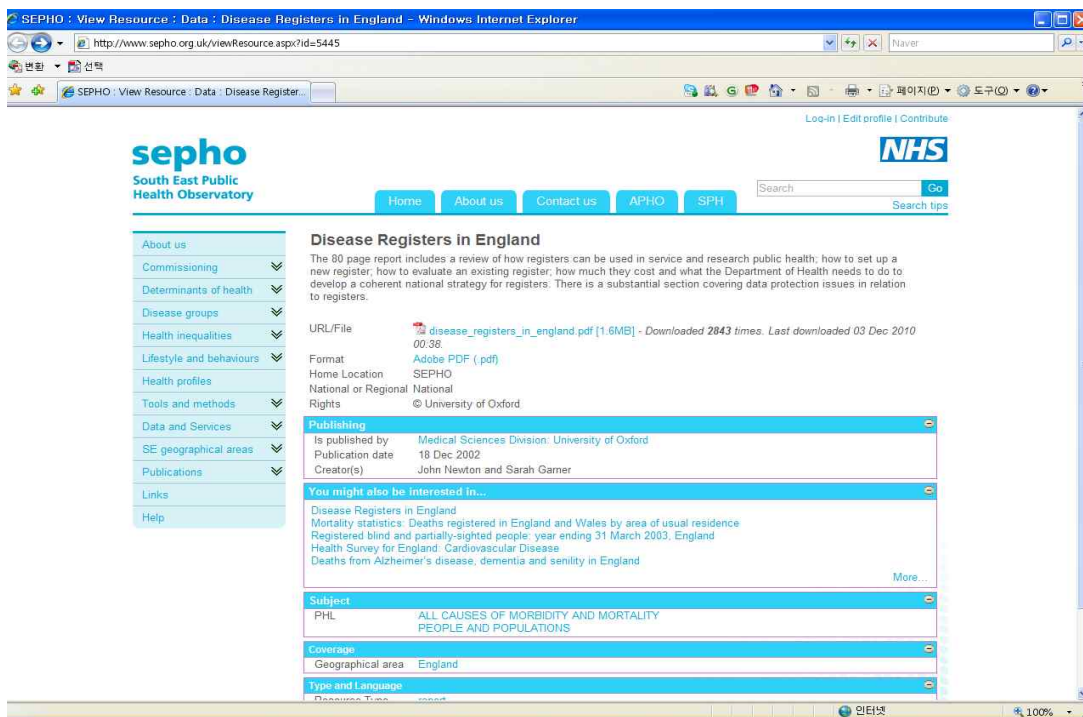 SEPHO : View Resource : Data : Disease Registers in England - Windows Internet Explorer
http://www.sepho.org.uk/viewResource.aspx?id=5445
Naver
변환 선택
SEPHO : View Resource : Data : Disease Register...
페이지(P) 도구(O)
Log-in | Edit profile | Contribute
sepho
South East Public
Health Observatory
NHS
Search Go
Search tips
Home About us Contact us APHO SPH
About us
Commissioning
Determinants of health
Disease groups
Health inequalities
Lifestyle and behaviours
Health profiles
Tools and methods
Data and Services
SE geographical areas
Publications
Links
Help
Disease Registers in England
The 80 page report includes a review of how registers can be used in service and research public health; how to set up a
new register; how to evaluate an existing register; how much they cost and what the Department of Health needs to do to
develop a coherent national strategy for registers. There is a substantial section covering data protection issues in relation
to registers.
URL/File disease_registers_in_england.pdf [1.6MB] - Downloaded 2843 times. Last downloaded 03 Dec 2010
00:38.
Format Adobe PDF (.pdf)
Home Location SEPHO
National or Regional National
Rights © University of Oxford
Publishing
Is published by Medical Sciences Division: University of Oxford
Publication date 18 Dec 2002
Creator(s) John Newton and Sarah Garner
You might also be interested in...
Disease Registers in England
Mortality statistics: Deaths registered in England and Wales by area of usual residence
Registered blind and partially-sighted people: year ending 31 March 2003, England
Health Survey for England: Cardiovascular Disease
Deaths from Alzheimer's disease, dementia and senility in England
More...
Subject
PHL ALL CAUSES OF MORBIDITY AND MORTALITY
PEOPLE AND POPULATIONS
Coverage
Geographical area England
Type and Language
Resource Type report
인터넷 100%